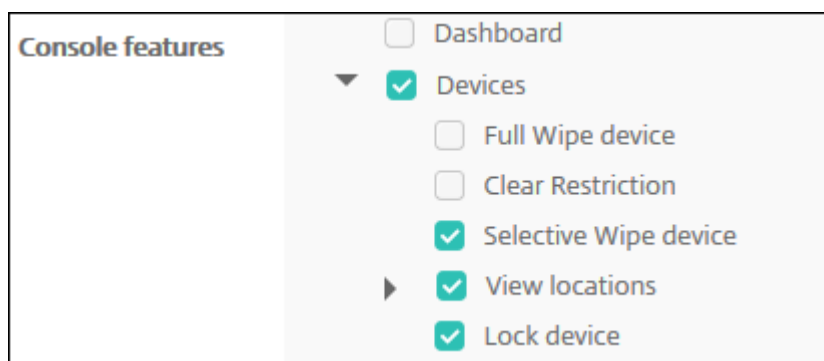 Console features
Dashboard
Devices
Full Wipe device
Clear Restriction
Selective Wipe device
View locations
Lock device